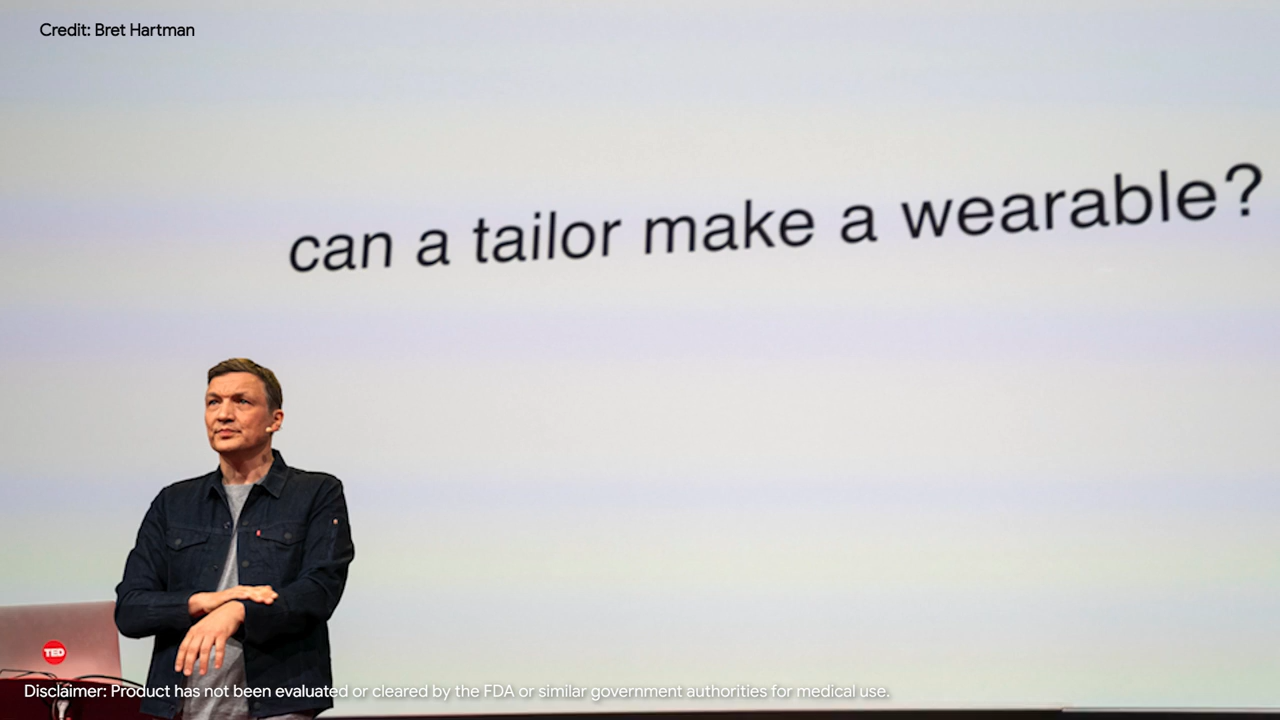 Credit: Bret Hartman
can a tailor make a wearable?
TED
Disclaimer: Product has not been evaluated or cleared by the FDA or similar government authorities for medical use.